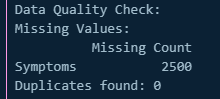 Data Quality Check:
Missing Values:
Missing Count
Symptoms 2500
Duplicates found: 0